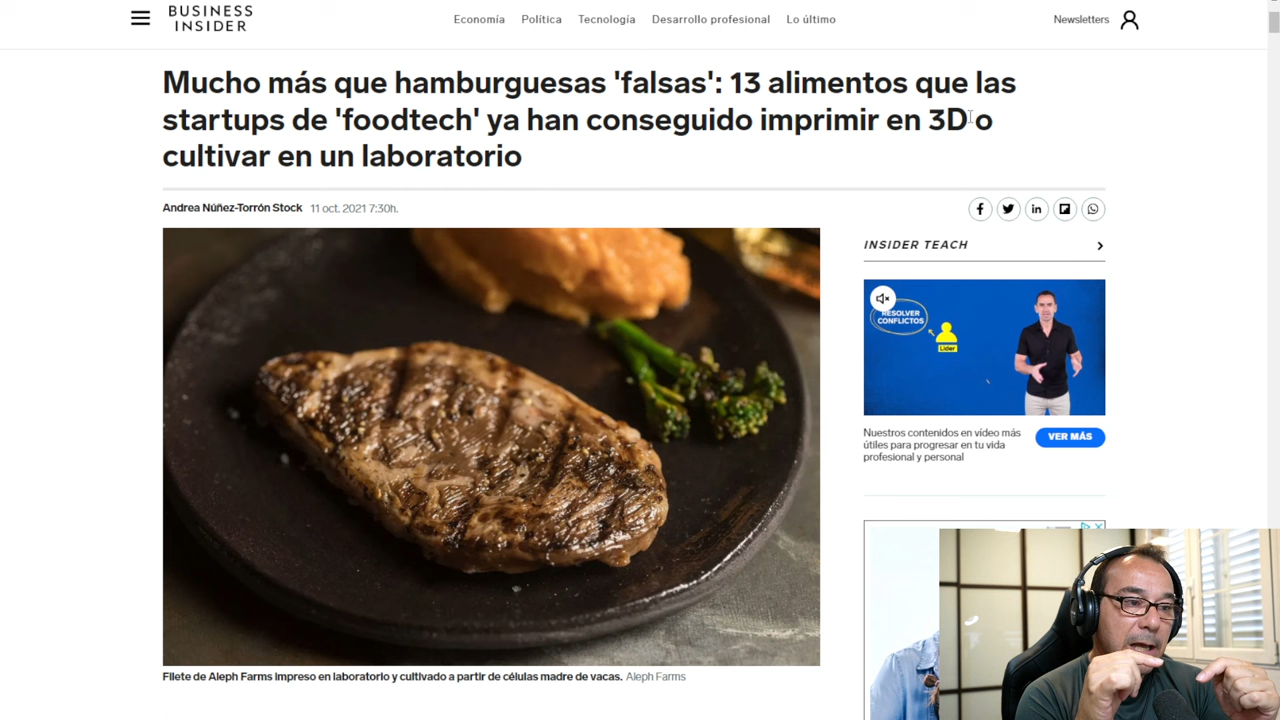 BUSINESS
INSIDER
Economía Política Tecnología Desarrollo profesional Lo último
Newsletters
Mucho más que hamburguesas 'falsas': 13 alimentos que las
startups de 'foodtech' ya han conseguido imprimir en 3D o
cultivar en un laboratorio
Andrea Núñez-Torrón Stock 11 oct. 2021 7:30h.
INSIDER TEACH
RESOLVER
CONFLICTOS
Líder
Nuestros contenidos en vídeo más
útiles para progresar en tu vida
profesional y personal
VER MÁS
Filete de Aleph Farms impreso en laboratorio y cultivado a partir de células madre de vacas. Aleph Farms